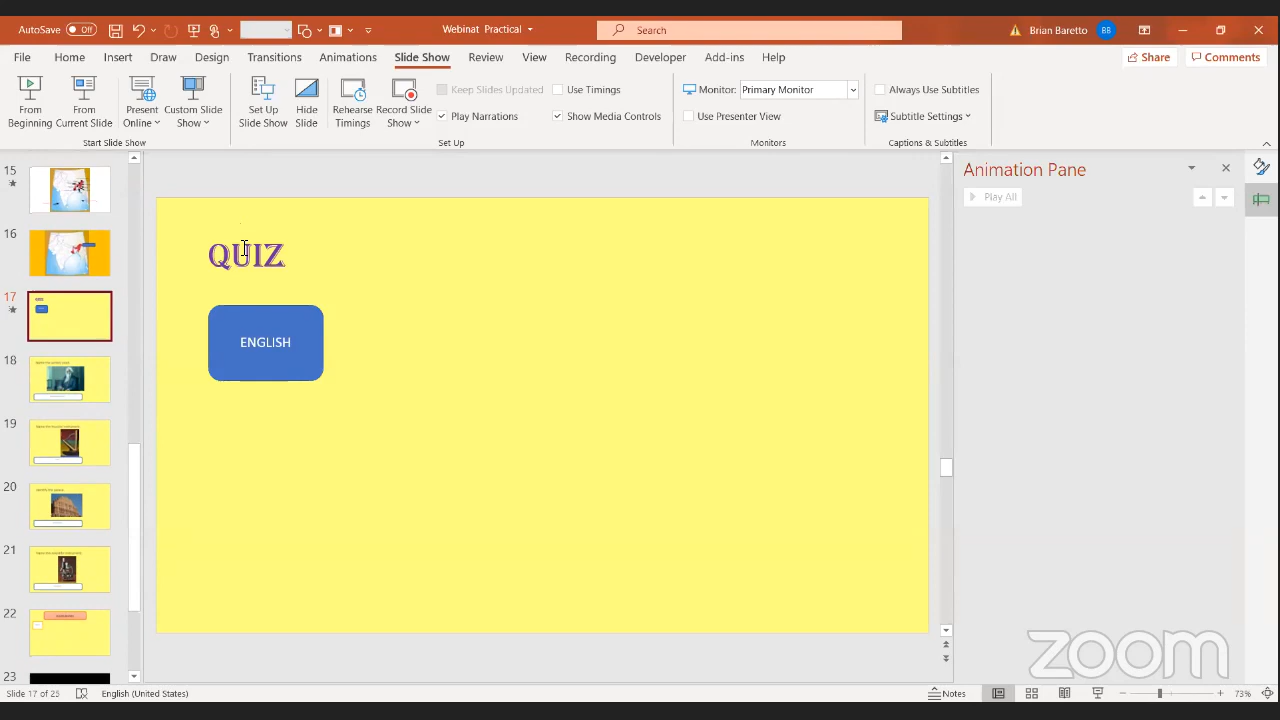 AutoSave Off
Webinat Practical
Search
Brian Baretto BB
File Home Insert Draw Design Transitions Animations Slide Show Review View Recording Developer Add-ins Help
Share Comments
From Beginning
From Current Slide
Present Online
Custom Slide Show
Set Up Slide Show
Hide Slide
Rehearse Timings
Record Slide Show
Keep Slides Updated
Use Timings
Play Narrations
Show Media Controls
Monitor: Primary Monitor
Use Presenter View
Always Use Subtitles
Subtitle Settings
Start Slide Show
Set Up
Monitors
Captions & Subtitles
15
16
17
18
19
20
21
22
23
QUIZ
ENGLISH
Animation Pane
Play All
zoom
Slide 17 of 25
English (United States)
Notes
73%